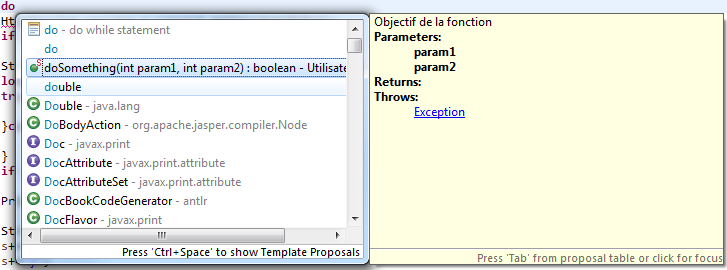 do
do - do while statement
do
doSomething(int param1, int param2) : boolean - Utilisate
double
Double - java.lang
DoBodyAction - org.apache.jasper.compiler.Node
Doc - javax.print
DocAttribute - javax.print.attribute
DocAttributeSet - javax.print.attribute
DocBookCodeGenerator - antlr
DocFlavor - javax.print
Press 'Ctrl+Space' to show Template Proposals
Objectif de la fonction
Parameters:
param1
param2
Returns:
Throws:
Exception
Press 'Tab' from proposal table or click for focus
Ht
if
St
lo
tr
}c
}
if
Pr
St
s+
s+